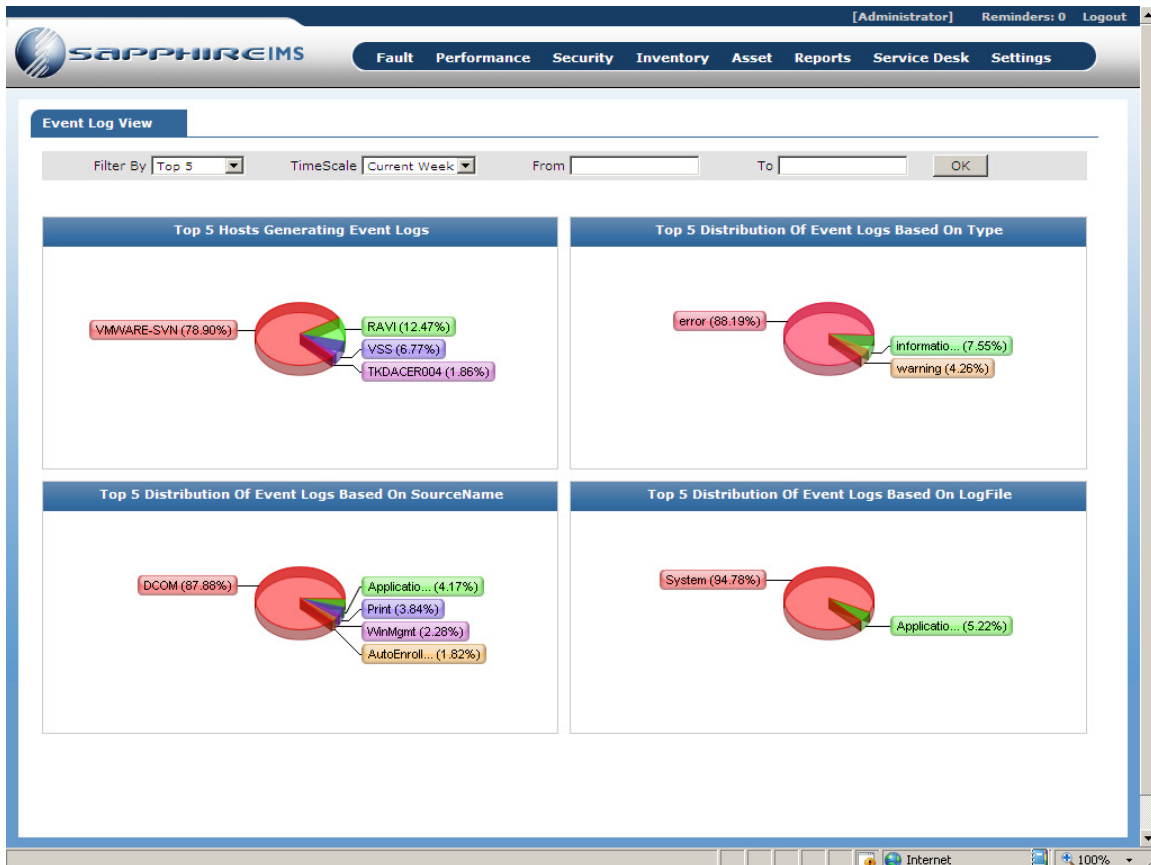 [Administrator] Reminders: 0 Logout
SAPPHIREIMS
Fault Performance Security Inventory Asset Reports Service Desk Settings
Event Log View
Filter By Top 5 TimeScale Current Week From To OK
Top 5 Hosts Generating Event Logs
VMWARE-SVN (78.90%)
RAVI (12.47%)
VSS (6.77%)
TKDACER004 (1.86%)
Top 5 Distribution Of Event Logs Based On Type
error (88.19%)
informatio... (7.55%)
warning (4.26%)
Top 5 Distribution Of Event Logs Based On SourceName
DCOM (87.88%)
Applicatio... (4.17%)
Print (3.84%)
WinMgmt (2.28%)
AutoEnroll... (1.82%)
Top 5 Distribution Of Event Logs Based On LogFile
System (94.78%)
Applicatio... (5.22%)
Internet 100%